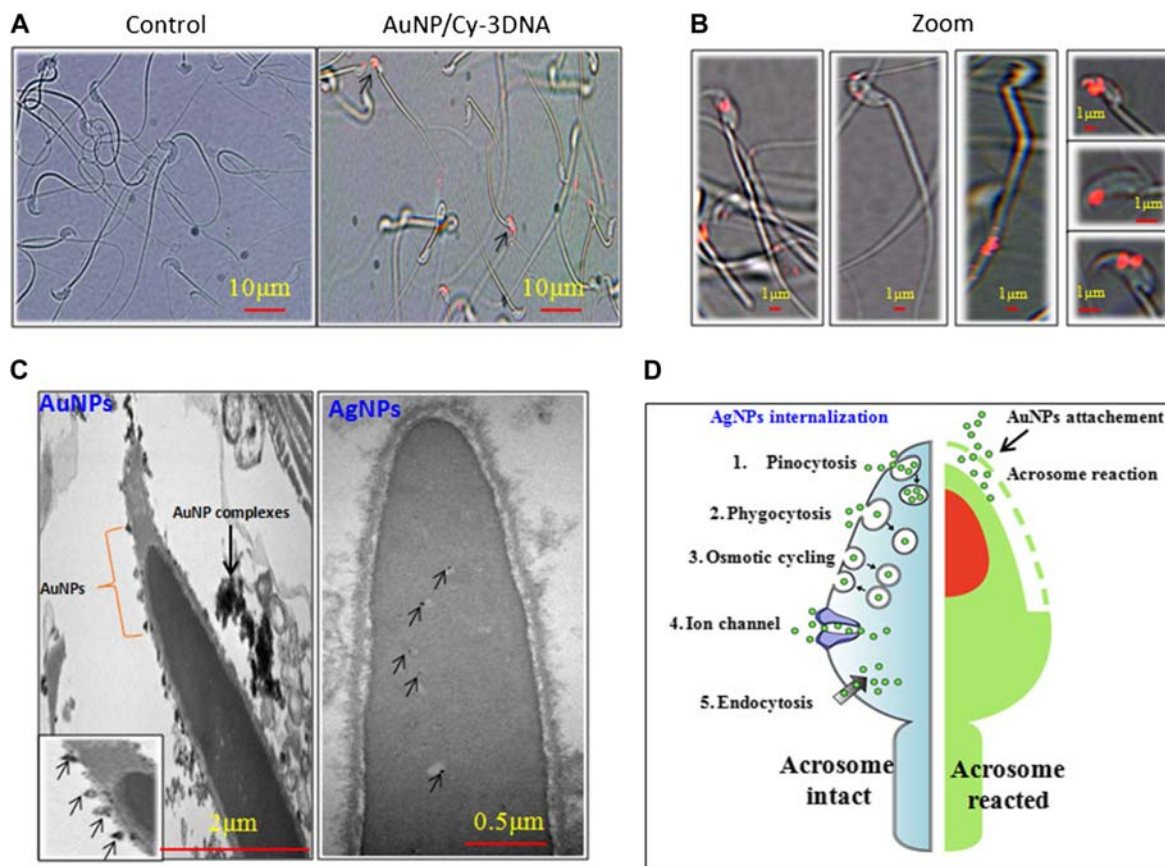 A
Control
AuNP/Cy-3DNA
10μm
10μm
B
Zoom
1μm
1μm
1μm
1μm
1μm
1μm
C
AuNPs
AuNP complexes
AuNPs
2μm
AgNPs
0.5μm
D
AgNPs internalization
AuNPs attachement
1. Pinocytosis
Acrosome reaction
2. Phygocytosis
3. Osmotic cycling
4. Ion channel
5. Endocytosis
Acrosome
intact
Acrosome
reacted